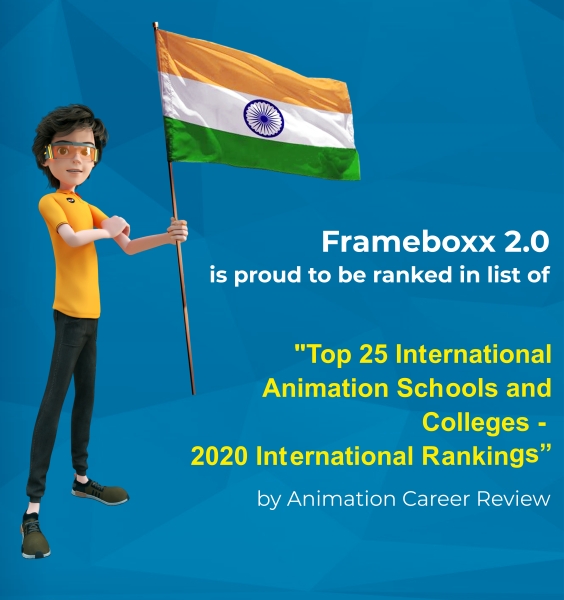 Frameboxx 2.0
is proud to be ranked in list of
"Top 25 International
Animation Schools and
Colleges -
2020 International Rankings”
by Animation Career Review